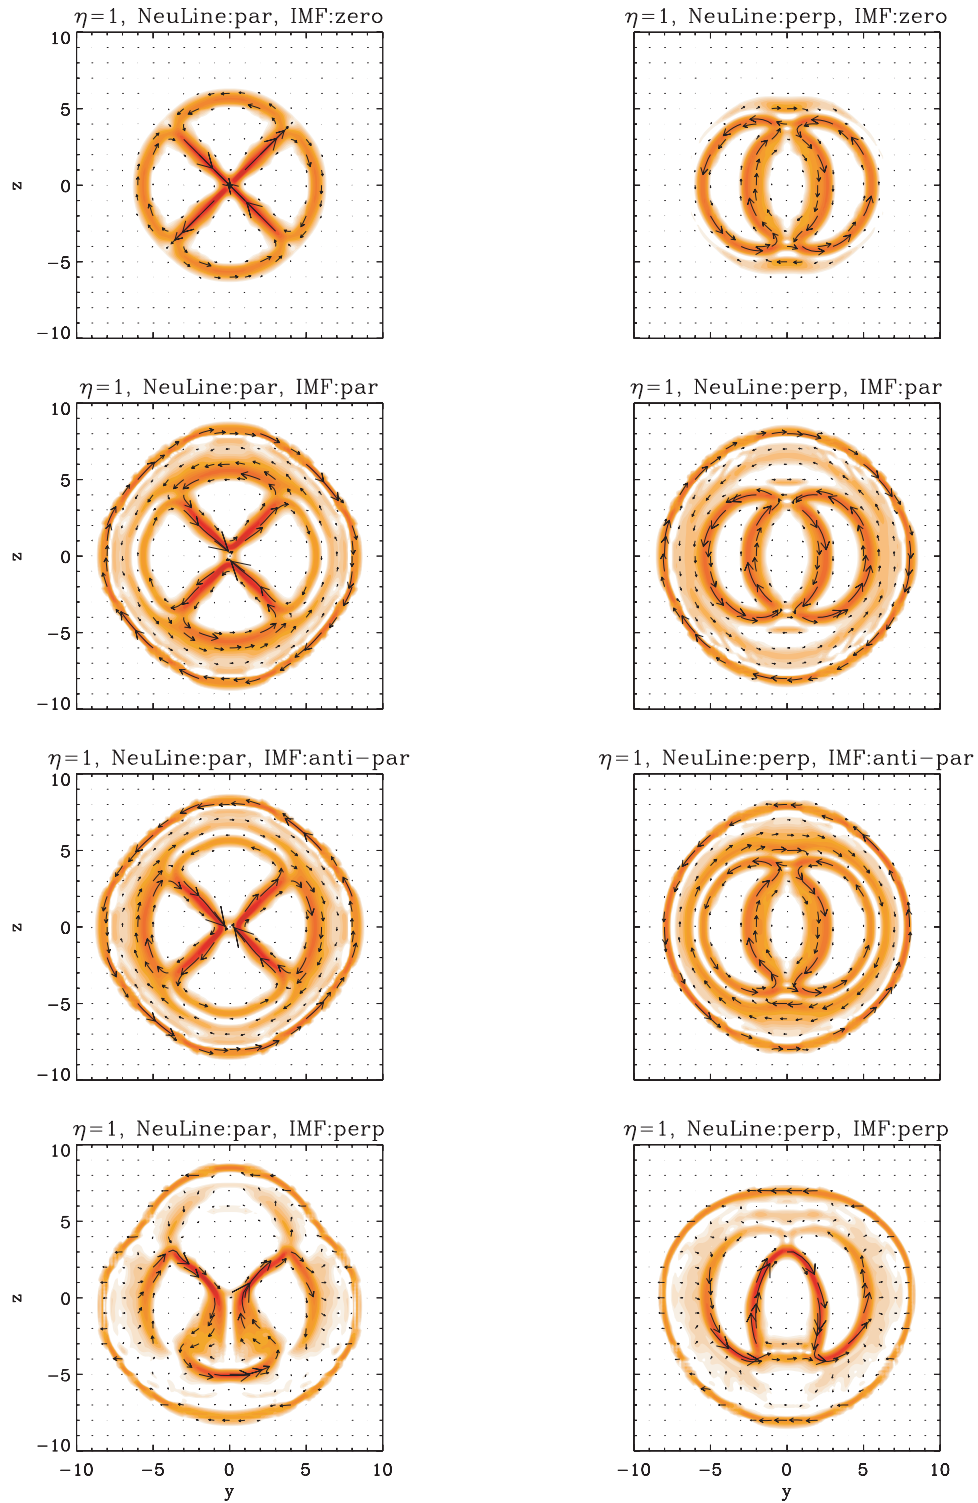 η=1, NeuLine:par, IMF:zero
η=1, NeuLine:perp, IMF:zero
10
5
0
−5
−10
z
η=1, NeuLine:par, IMF:par
η=1, NeuLine:perp, IMF:par
10
5
0
−5
−10
z
η=1, NeuLine:par, IMF:anti−par
η=1, NeuLine:perp, IMF:anti−par
10
5
0
−5
−10
z
η=1, NeuLine:par, IMF:perp
η=1, NeuLine:perp, IMF:perp
10
5
0
−5
−10
z
−10 −5 0 5 10
−10 −5 0 5 10
y
y